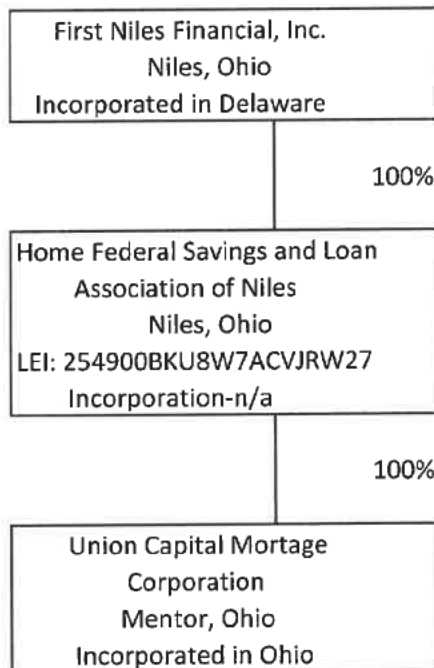 First Niles Financial, Inc.
Niles, Ohio
Incorporated in Delaware
100%
Home Federal Savings and Loan
Association of Niles
Niles, Ohio
LEI: 254900BKU8W7ACVJRW27
Incorporation-n/a
100%
Union Capital Mortage
Corporation
Mentor, Ohio
Incorporated in Ohio